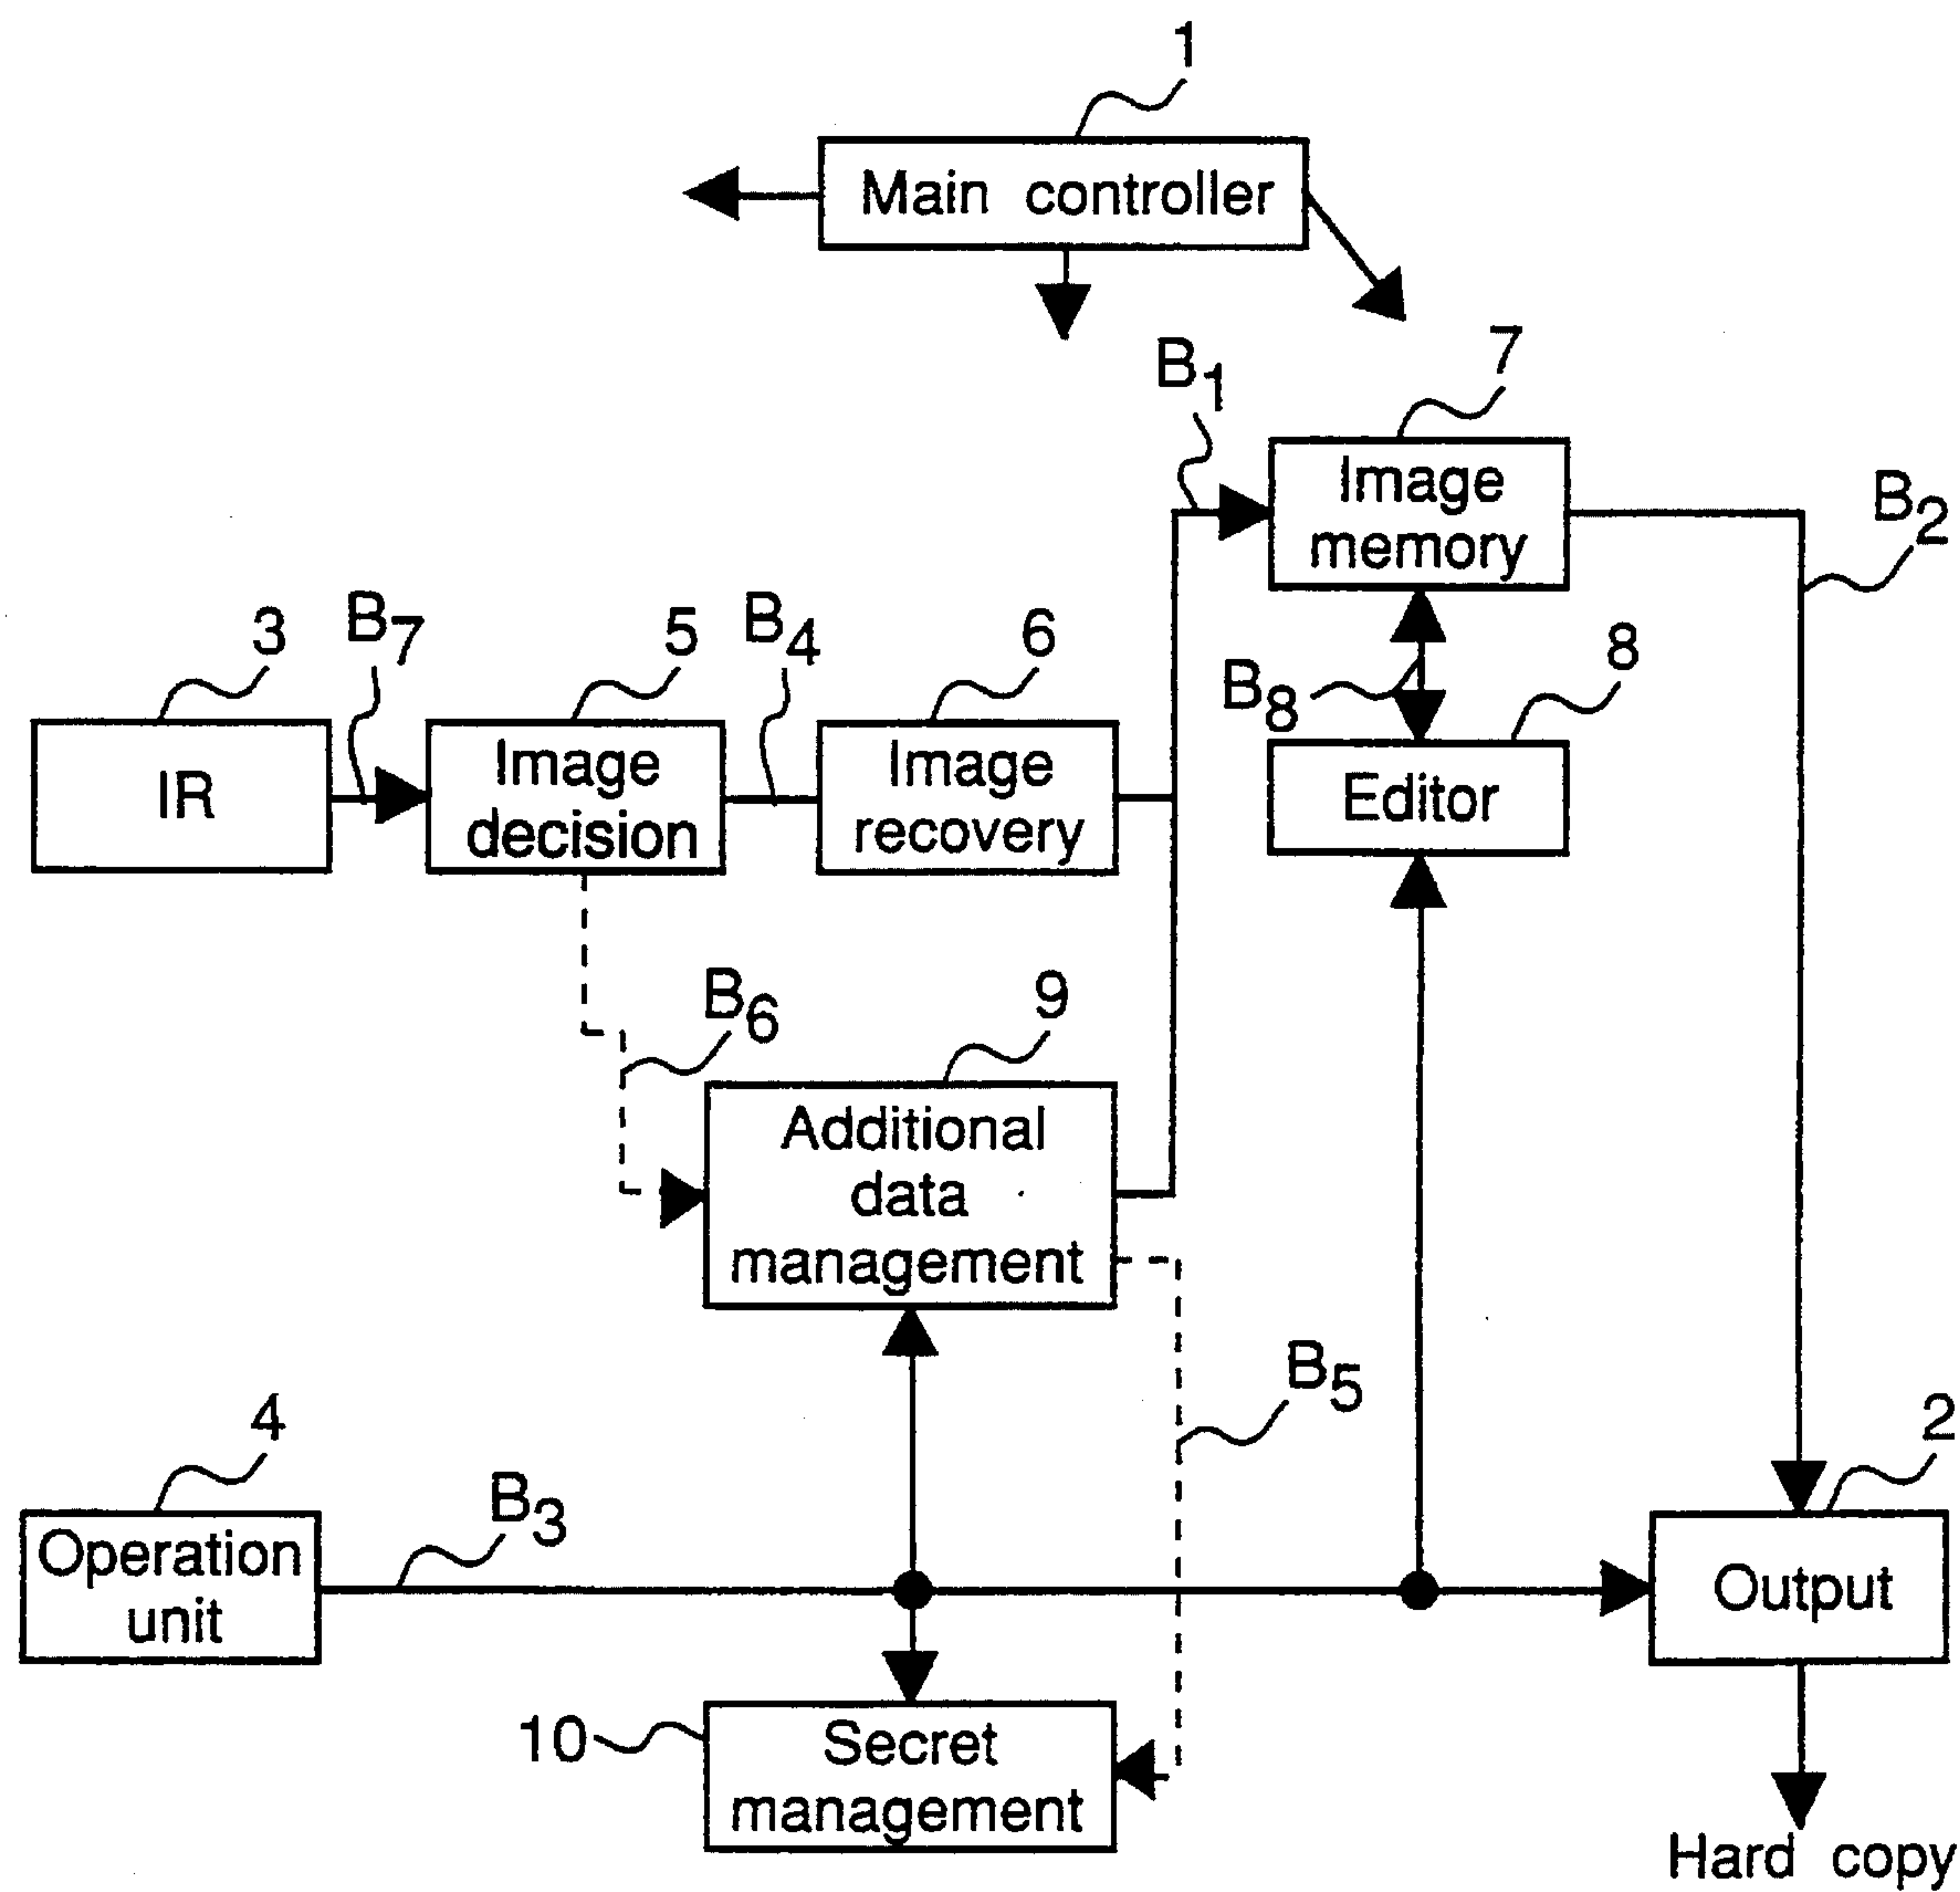 1
Main controller
B1
7
Image
memory
B2
3
B7
5
B4
6
B8
8
IR
Image
decision
Image
recovery
Editor
B6
9
Additional
data
management
B5
4
B3
2
Operation
unit
Output
10
Secret
management
Hard copy